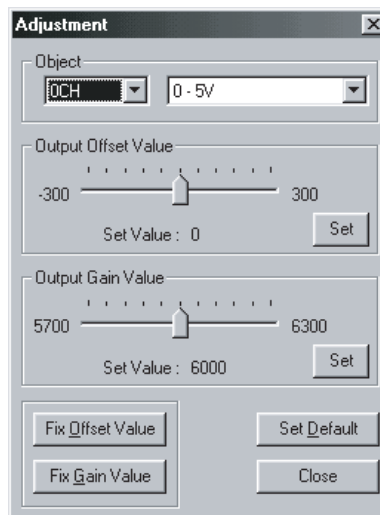 Adjustment
Object
0CH
0 - 5V
Output Offset Value
-300
300
Set Value : 0
Set
Output Gain Value
5700
6300
Set Value : 6000
Set
Fix Offset Value
Set Default
Fix Gain Value
Close